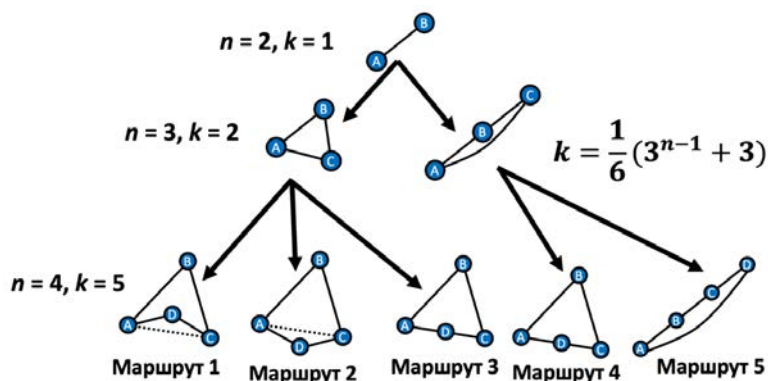 n = 2, k = 1
B
A
n = 3, k = 2
B
A
C
C
B
A
k = 1/6 (3^{n-1} + 3)
n = 4, k = 5
B
D
A
C
B
A
C
D
B
A
D
C
B
A
D
C
D
C
B
A
Маршрут 1
Маршрут 2
Маршрут 3
Маршрут 4
Маршрут 5